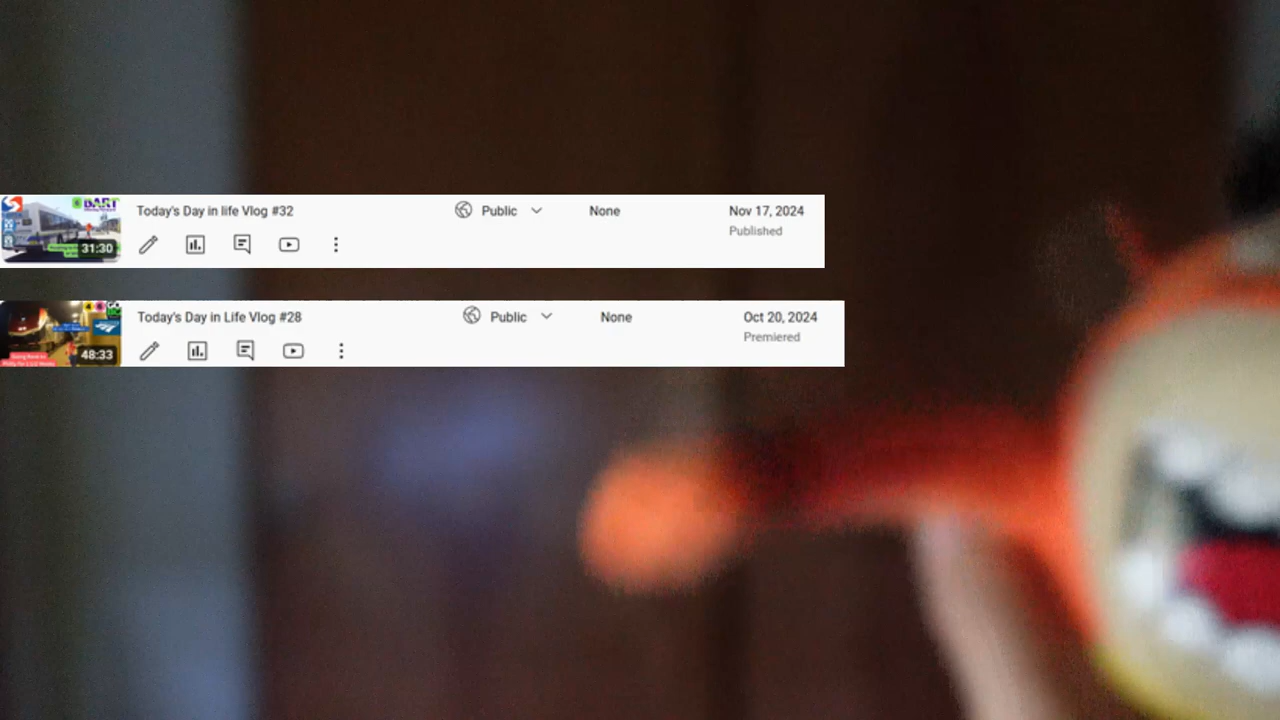 BART
31:30
Today's Day in life Vlog #32
Public
None
Nov 17, 2024
Published
48:33
Today's Day in Life Vlog #28
Public
None
Oct 20, 2024
Premiered